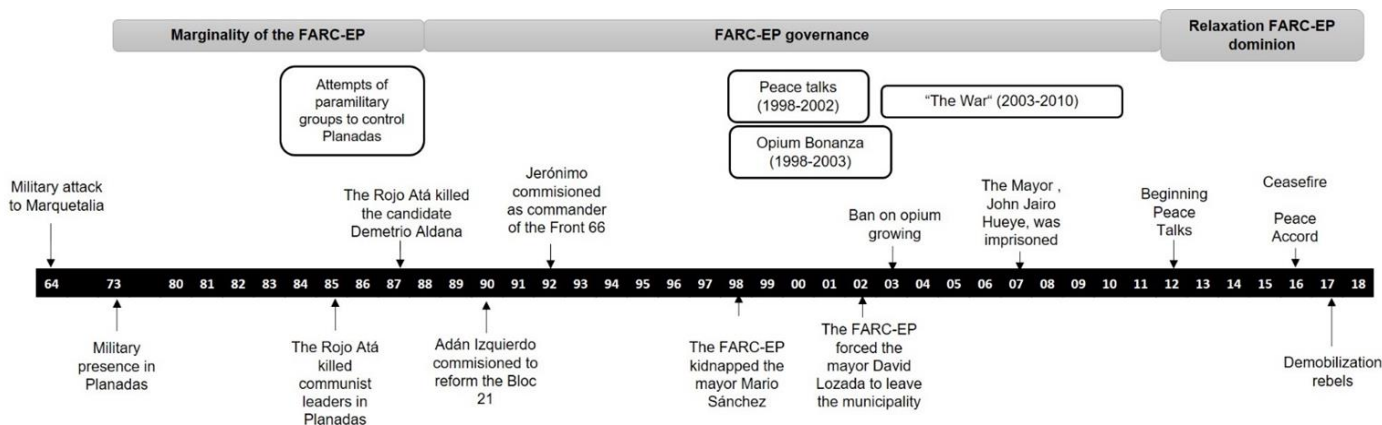 Marginality of the FARC-EP
FARC-EP governance
Relaxation FARC-EP
dominion
Attempts of
paramilitary
groups to control
Planadas
Peace talks
(1998-2002)
"The War" (2003-2010)
Opium Bonanza
(1998-2003)
Military attack
to Marquetalia
The Rojo Atá killed
the candidate
Demetrio Aldana
Jerónimo
commisioned
as commander
of the Front 66
Ban on opium
growing
The Mayor ,
John Jairo
Hueye, was
imprisoned
Beginning
Peace
Talks
Ceasefire
Peace
Accord
64 73 80 81 82 83 84 85 86 87 88 89 90 91 92 93 94 95 96 97 98 99 00 01 02 03 04 05 06 07 08 09 10 11 12 13 14 15 16 17 18
Military
presence in
Planadas
The Rojo Atá
killed
communist
leaders in
Planadas
Adán Izquierdo
commisioned to
reform the Bloc
21
The FARC-EP
kidnapped the
mayor Mario
Sánchez
The FARC-EP
forced the
mayor David
Lozada to leave
the municipality
Demobilization
rebels